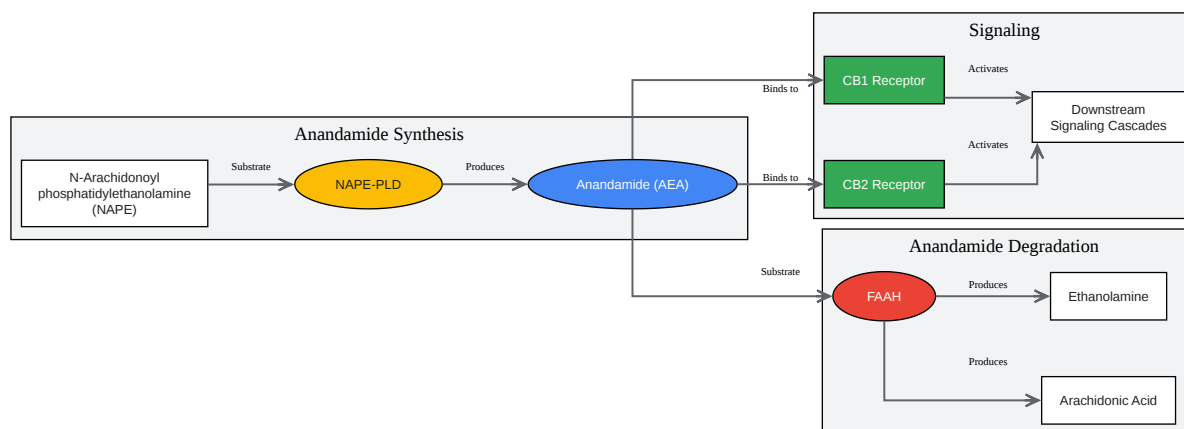 Signaling
CB1 Receptor
Activates
Binds to
Downstream
Signaling Cascades
Anandamide Synthesis
N-Arachidonoyl
phosphatidylethanolamine
(NAPE)
Substrate
NAPE-PLD
Produces
Anandamide (AEA)
Binds to
CB2 Receptor
Activates
Anandamide Degradation
Substrate
FAAH
Produces
Ethanolamine
Produces
Arachidonic Acid